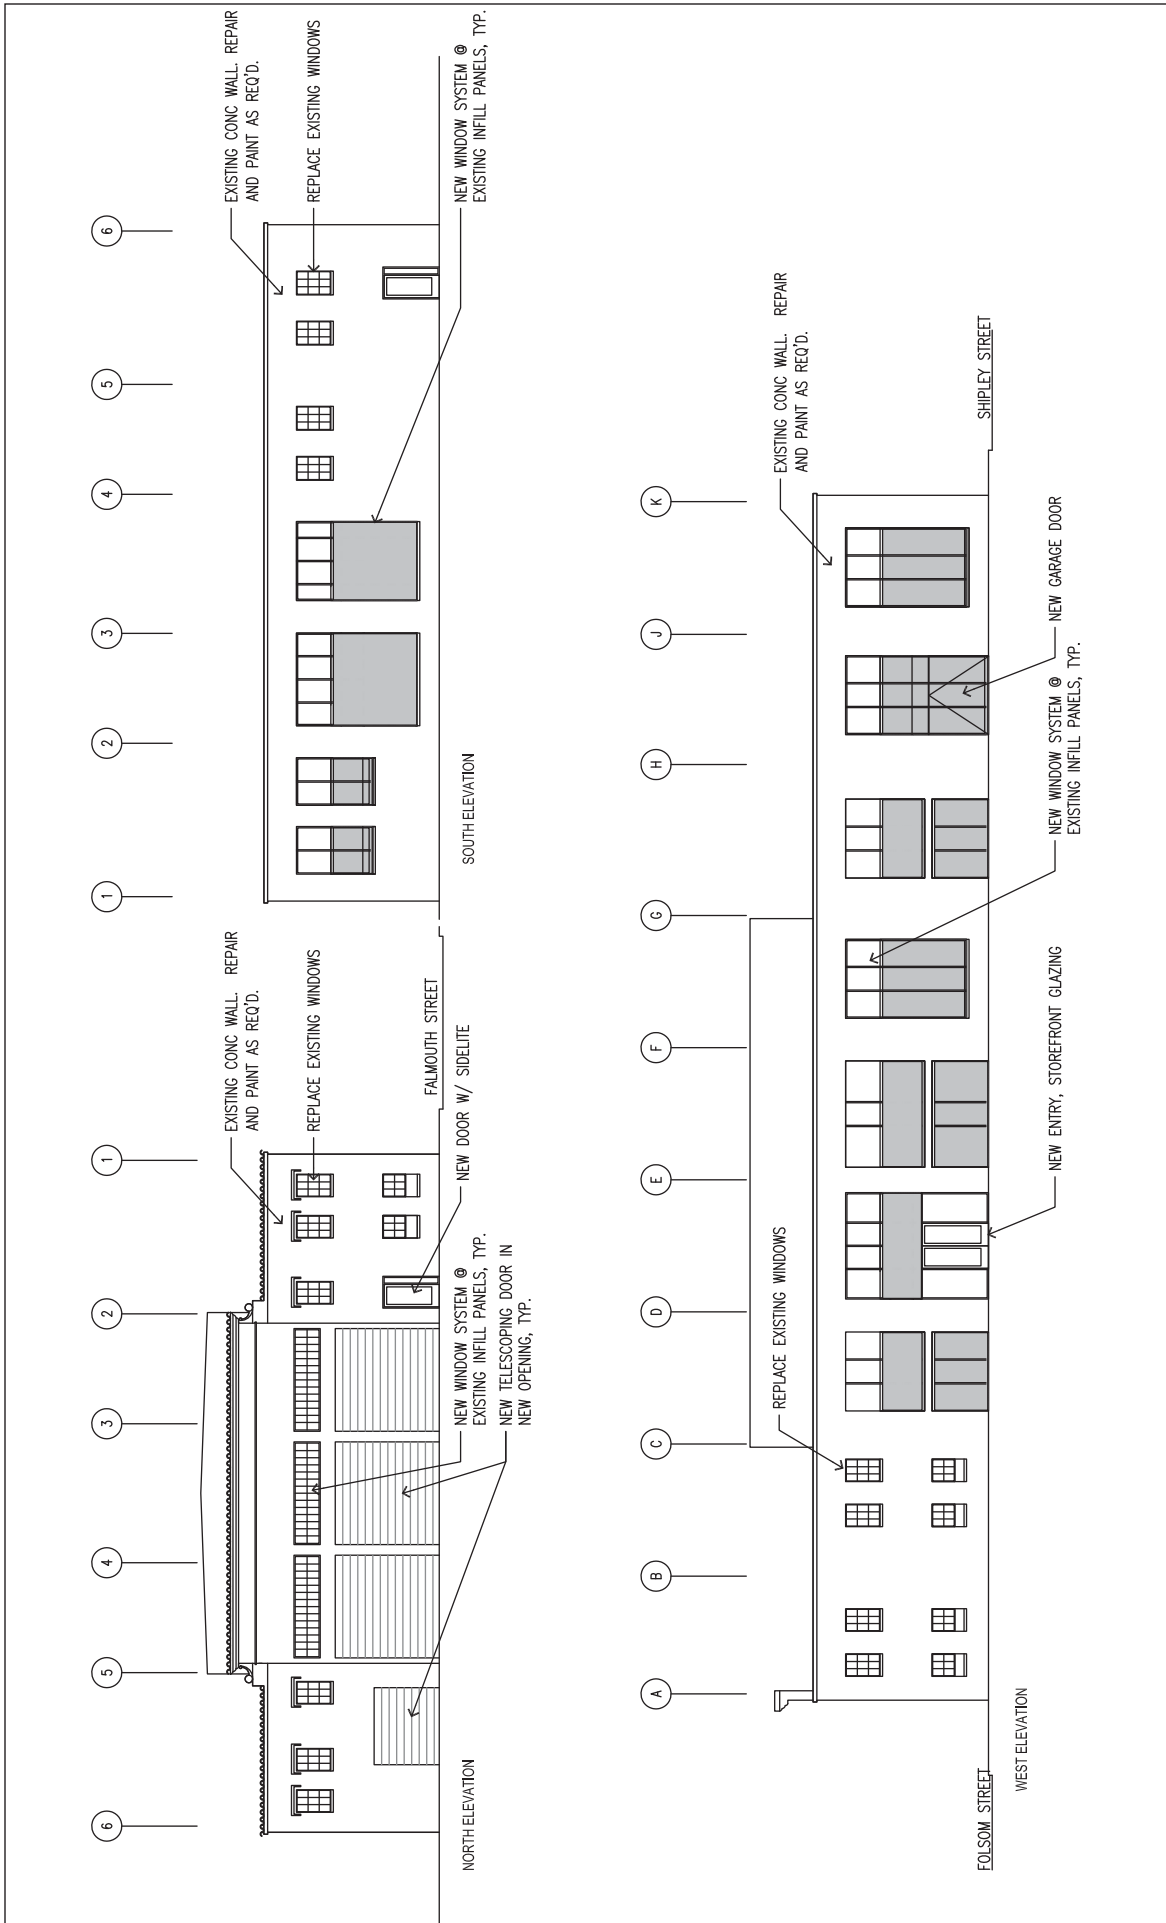 6
5
4
3
2
1
EXISTING CONC WALL. REPAIR
AND PAINT AS REQ'D.
REPLACE EXISTING WINDOWS
FALMOUTH STREET
NEW DOOR W/ SIDELITE
NEW WINDOW SYSTEM @
EXISTING INFILL PANELS, TYP.
NEW TELESCOPING DOOR IN
NEW OPENING, TYP.
NORTH ELEVATION
1
2
3
4
5
6
EXISTING CONC WALL. REPAIR
AND PAINT AS REQ'D.
REPLACE EXISTING WINDOWS
NEW WINDOW SYSTEM @
EXISTING INFILL PANELS, TYP.
SOUTH ELEVATION
A
B
C
D
E
F
G
H
J
K
REPLACE EXISTING WINDOWS
EXISTING CONC WALL. REPAIR
AND PAINT AS REQ'D.
FOLSOM STREET
SHIPLEY STREET
NEW ENTRY, STOREFRONT GLAZING
NEW WINDOW SYSTEM @
EXISTING INFILL PANELS, TYP.
NEW GARAGE DOOR
WEST ELEVATION